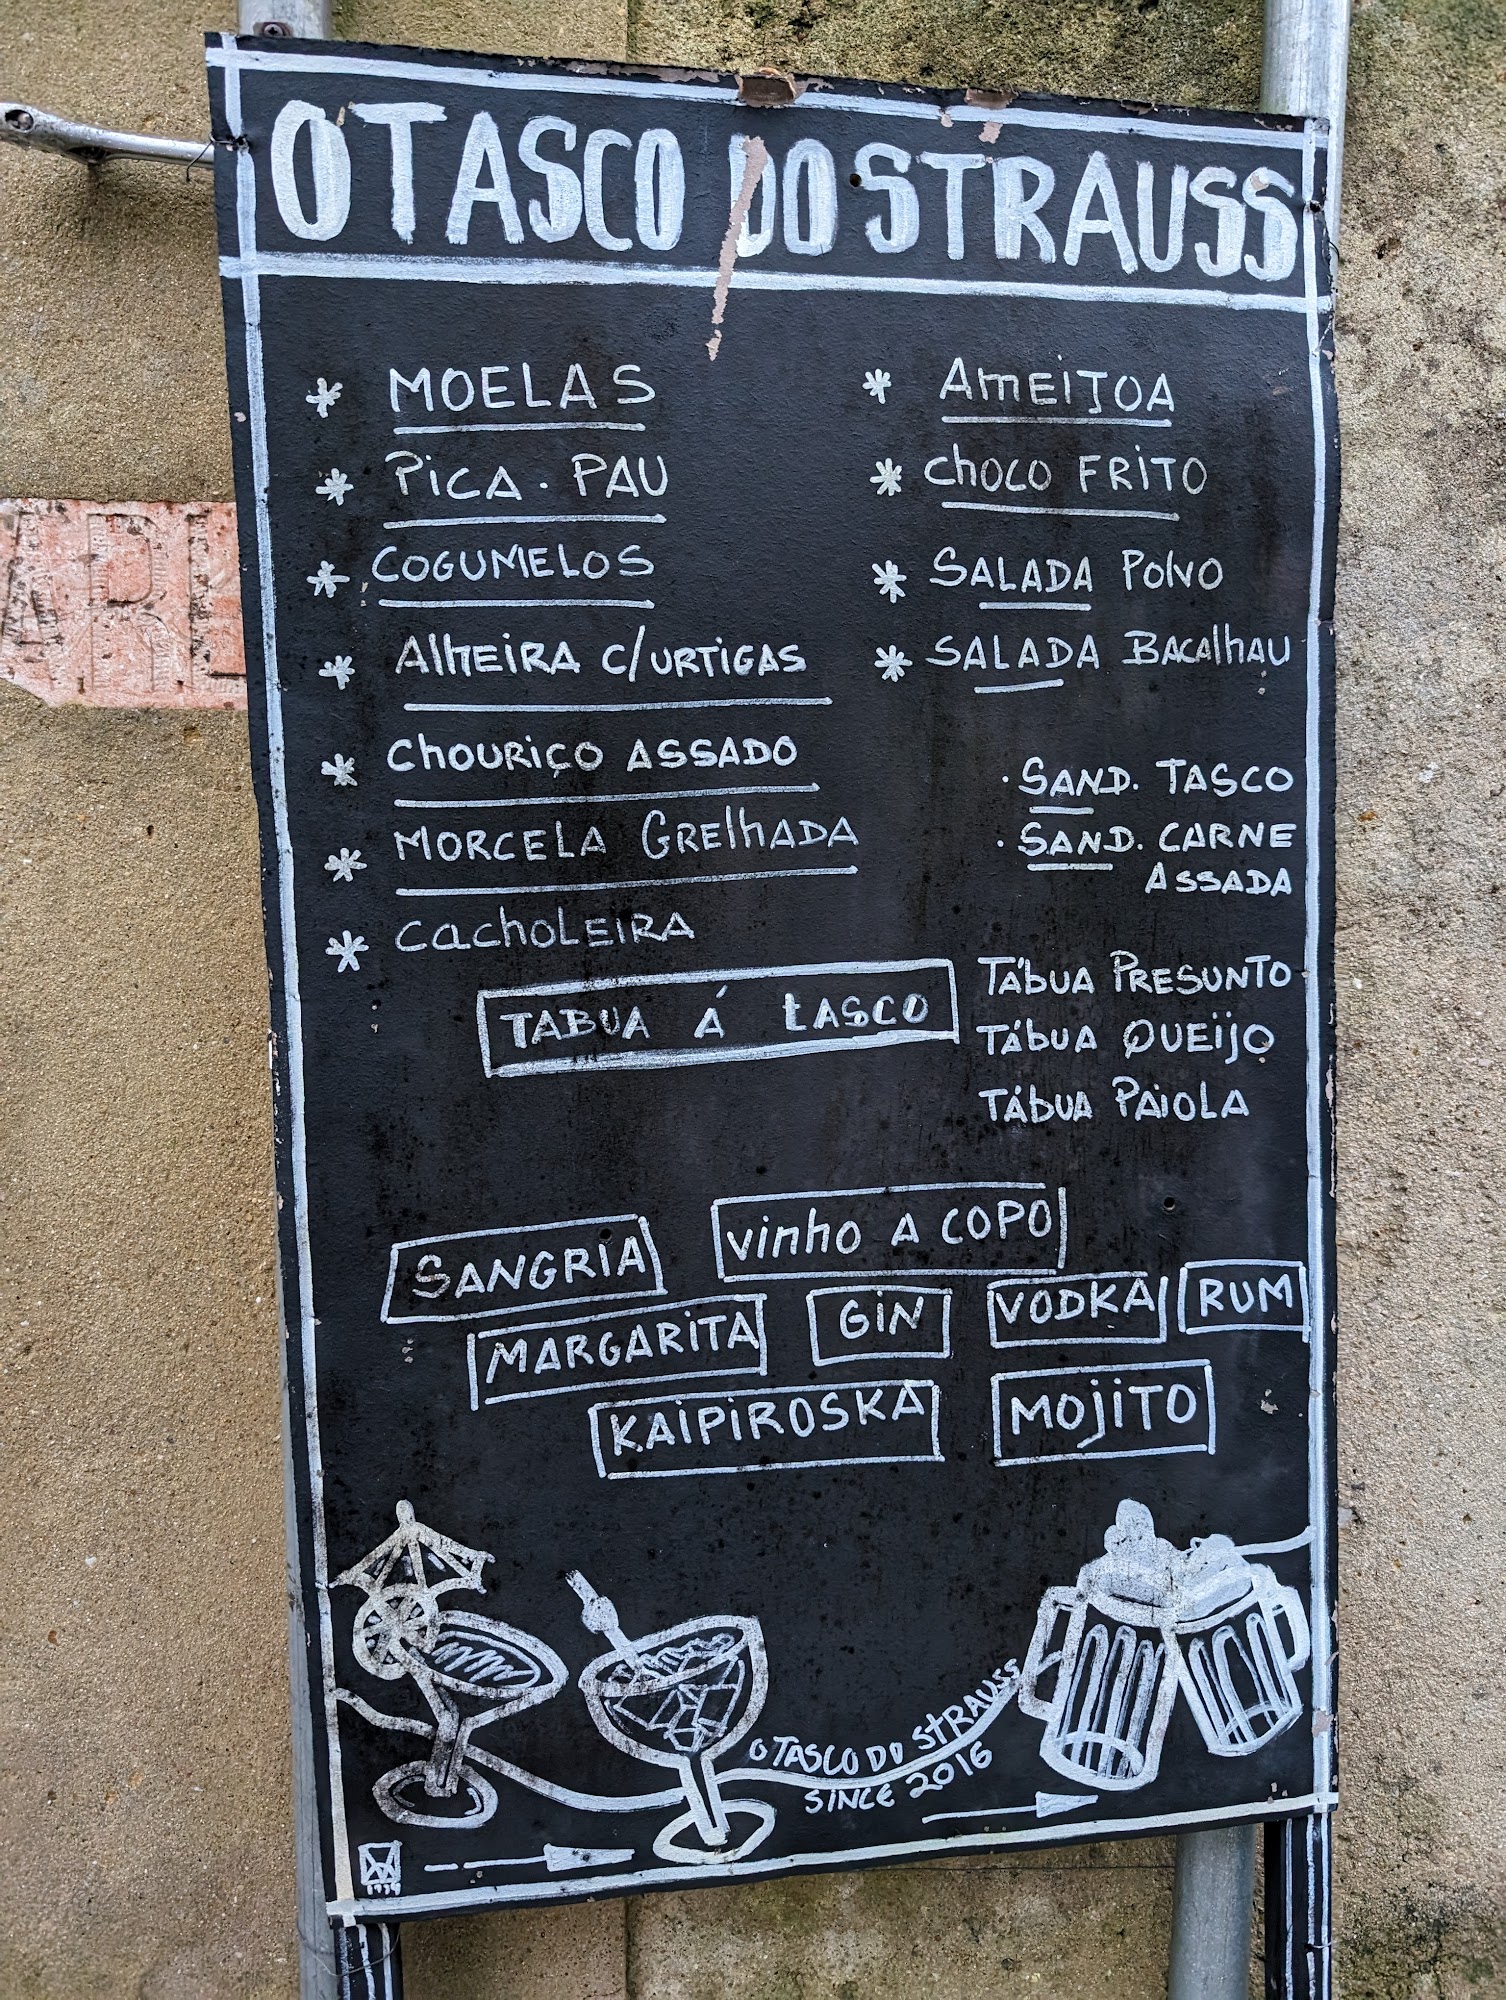 O TASCO DO STRAUSS
* MOELAS
* PICA . PAU
* COGUMELOS
* AlhEIRA C/URTIGAS
* ChOURIÇO ASSADO
* MORCELA GRElhADA
* CachOLEIRA
TABUA Á tASCO
* AMEIJOA
* ChOCO FRITO
* SALADA POlVO
* SALADA BACAlhAU
· SAND. TASCO
· SAND. CARNE
ASSADA
TÁbUA PRESUNTO
TÁbUA QUEIJO
TÁbUA PAIOLA
SANGRIA
vinho A COPO
MARGARITA
GIN
VODKA
RUM
KAIPIROSKA
MOJITO
O TASCO DO STRAUSS
SINCE 2016